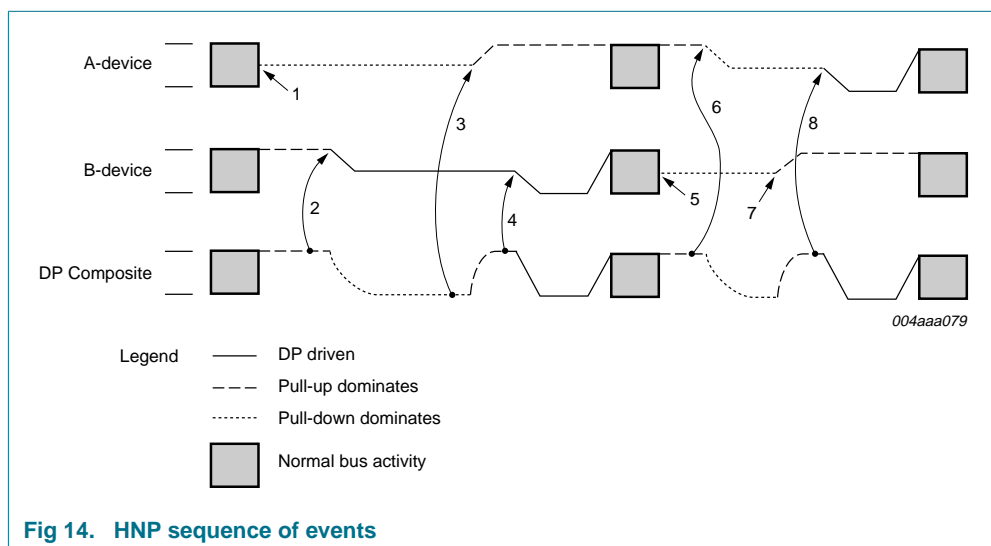 A-device
1
3
6
8
B-device
2
4
5
7
DP Composite
004aaa079
Legend
DP driven
Pull-up dominates
Pull-down dominates
Normal bus activity
Fig 14. HNP sequence of events